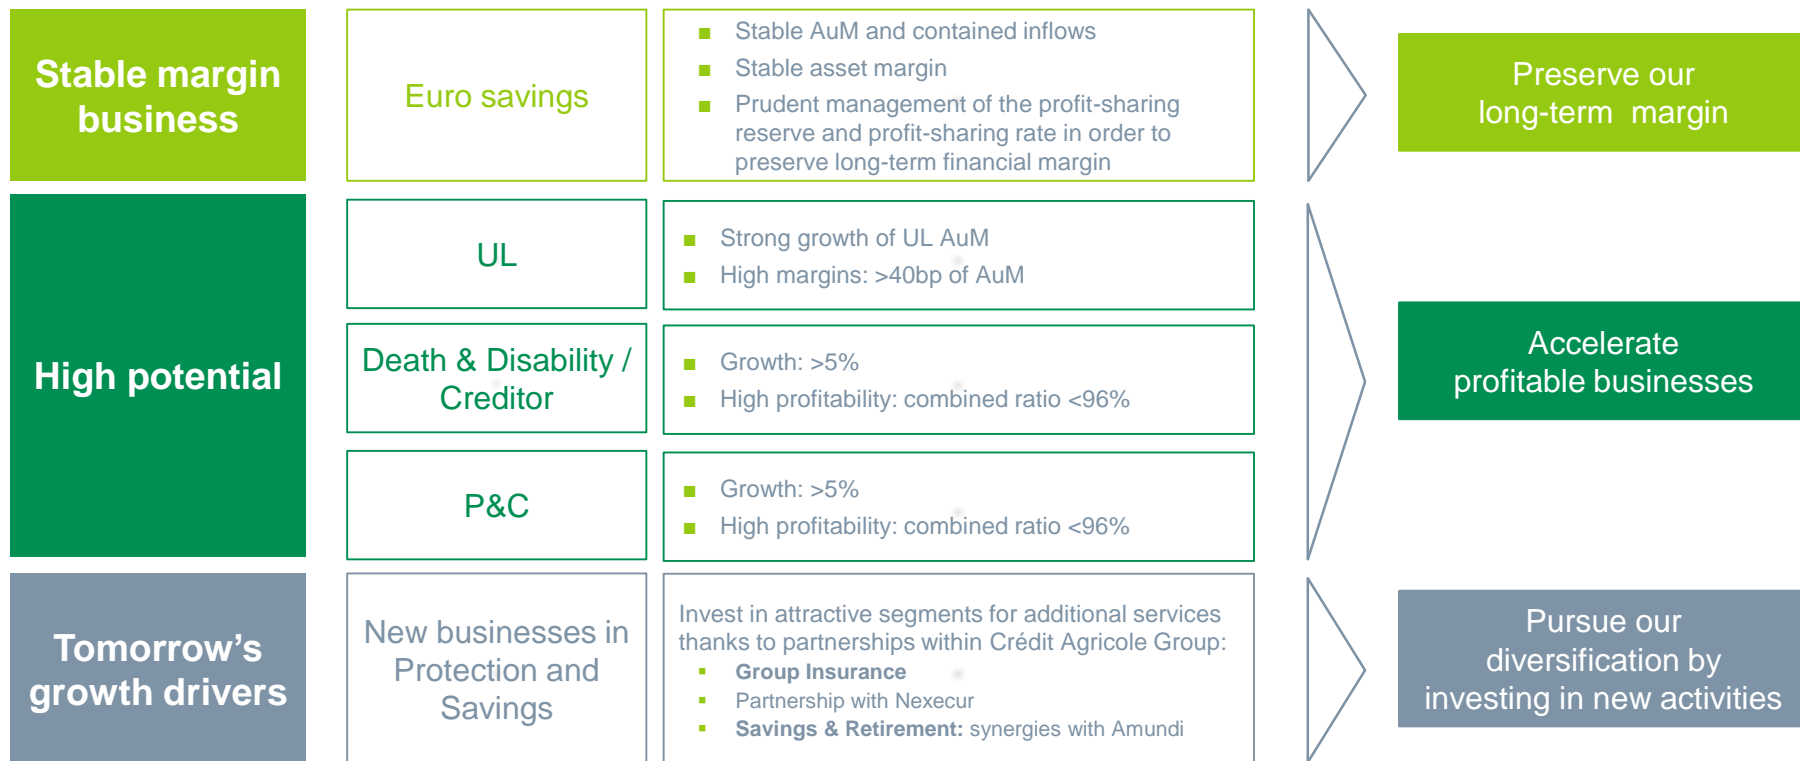 Stable margin
business
Euro savings
Stable AuM and contained inflows
Stable asset margin
Prudent management of the profit-sharing
reserve and profit-sharing rate in order to
preserve long-term financial margin
Preserve our
long-term margin
High potential
UL
Strong growth of UL AuM
High margins: >40bp of AuM
Death & Disability /
Creditor
Growth: >5%
High profitability: combined ratio <96%
P&C
Growth: >5%
High profitability: combined ratio <96%
Accelerate
profitable businesses
Tomorrow’s
growth drivers
New businesses in
Protection and
Savings
Invest in attractive segments for additional services
thanks to partnerships within Crédit Agricole Group:
Group Insurance
Partnership with Nexecur
Savings & Retirement: synergies with Amundi
Pursue our
diversification by
investing in new activities